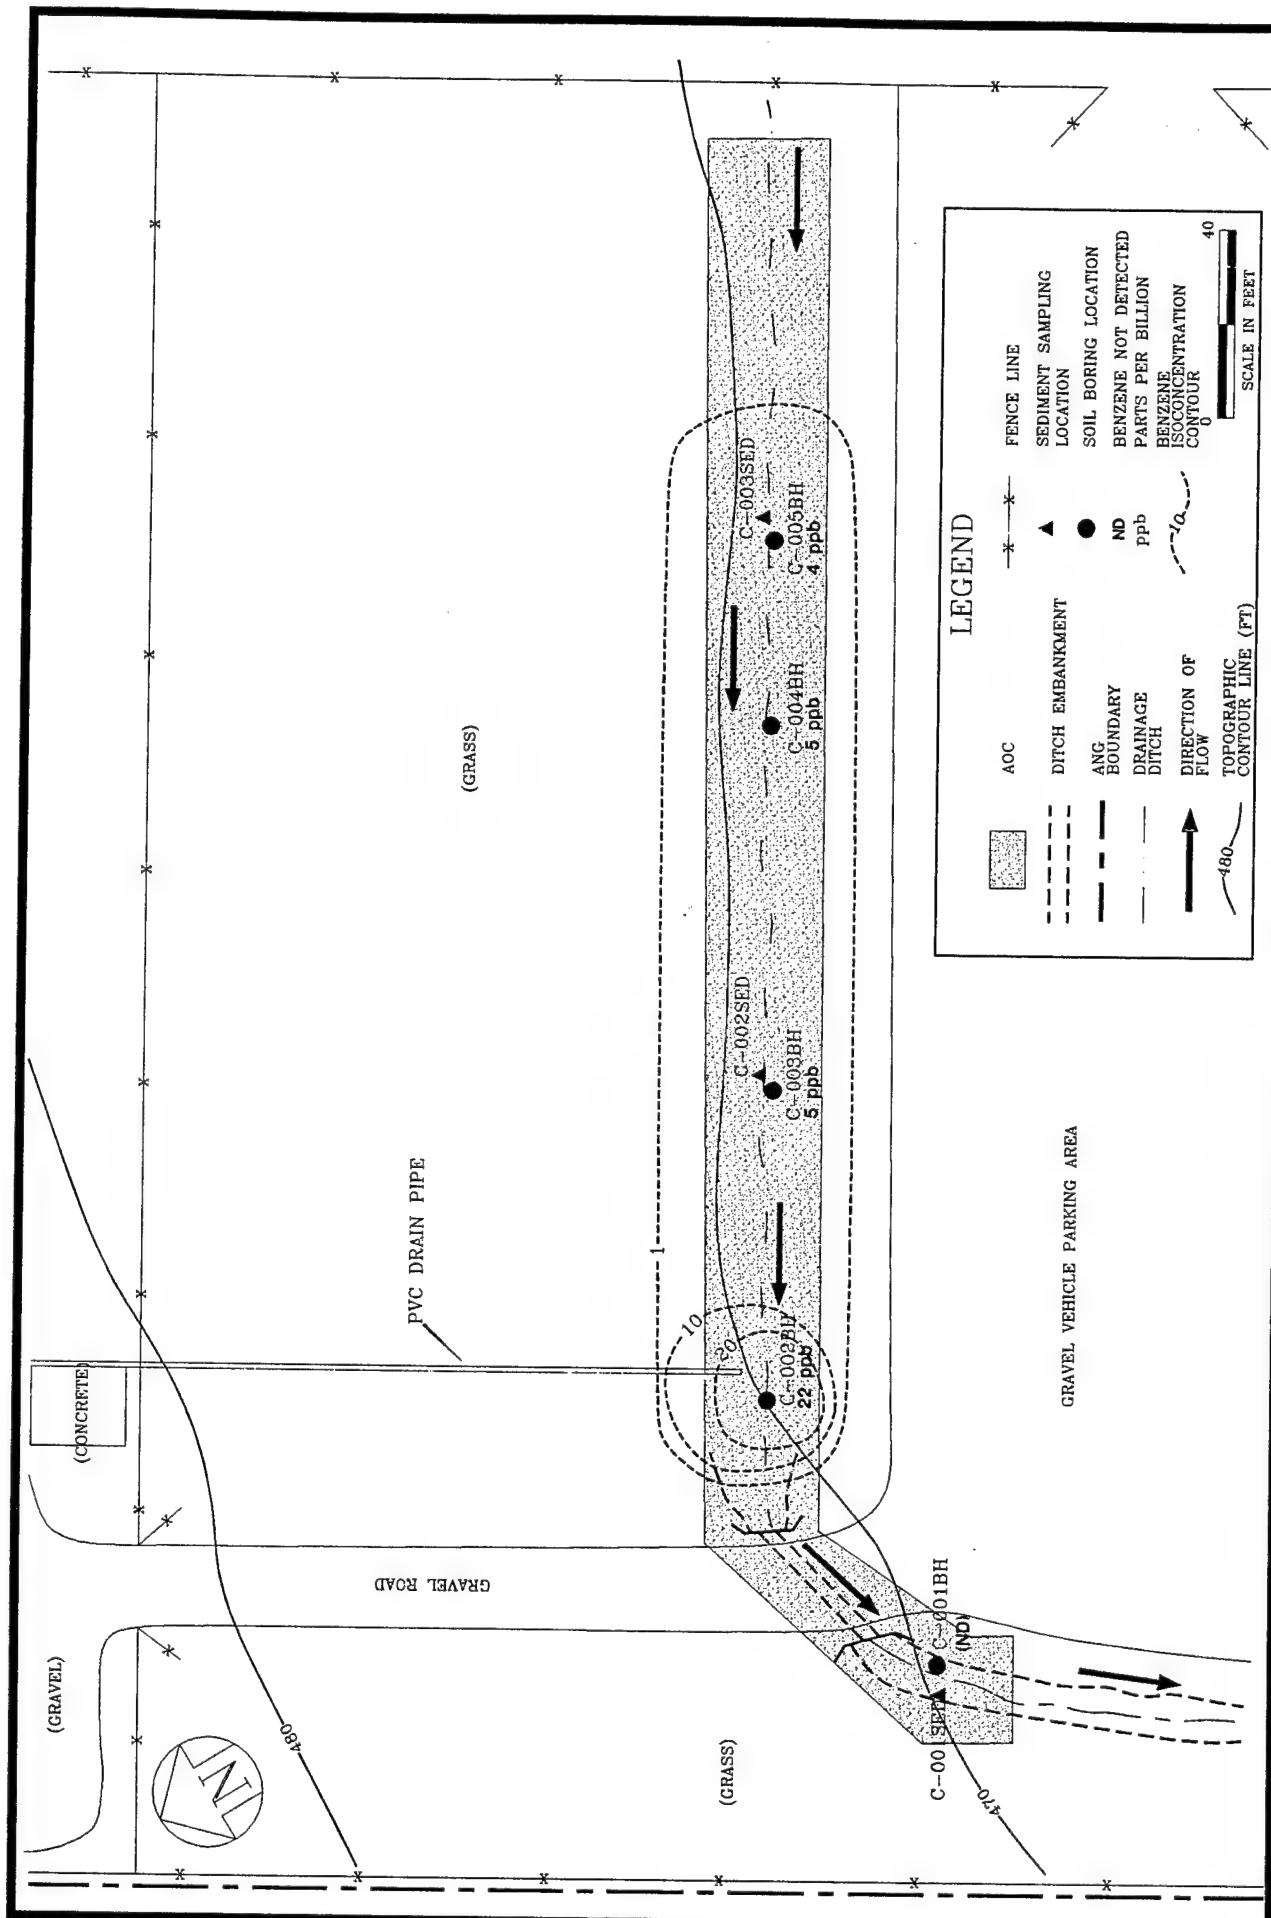 (GRAVEL)
(CONCRETE)
480
GRAVEL ROAD
PVC DRAIN PIPE
(GRASS)
(GRASS)
1
10
20
C-001SED
C-001BH
(ND)
C-002BH
22 ppb
C-002SED
C-003BH
5 ppb
C-004BH
5 ppb
C-003SED
C-005BH
4 ppb
470
GRAVEL VEHICLE PARKING AREA
N
LEGEND
AOC
DITCH EMBANKMENT
ANG
BOUNDARY
DRAINAGE
DITCH
DIRECTION OF
FLOW
480
TOPOGRAPHIC
CONTOUR LINE (FT)
FENCE LINE
SEDIMENT SAMPLING
LOCATION
SOIL BORING LOCATION
ND
BENZENE NOT DETECTED
ppb
PARTS PER BILLION
10
BENZENE
ISOCONCENTRATION
CONTOUR
0
40
SCALE IN FEET